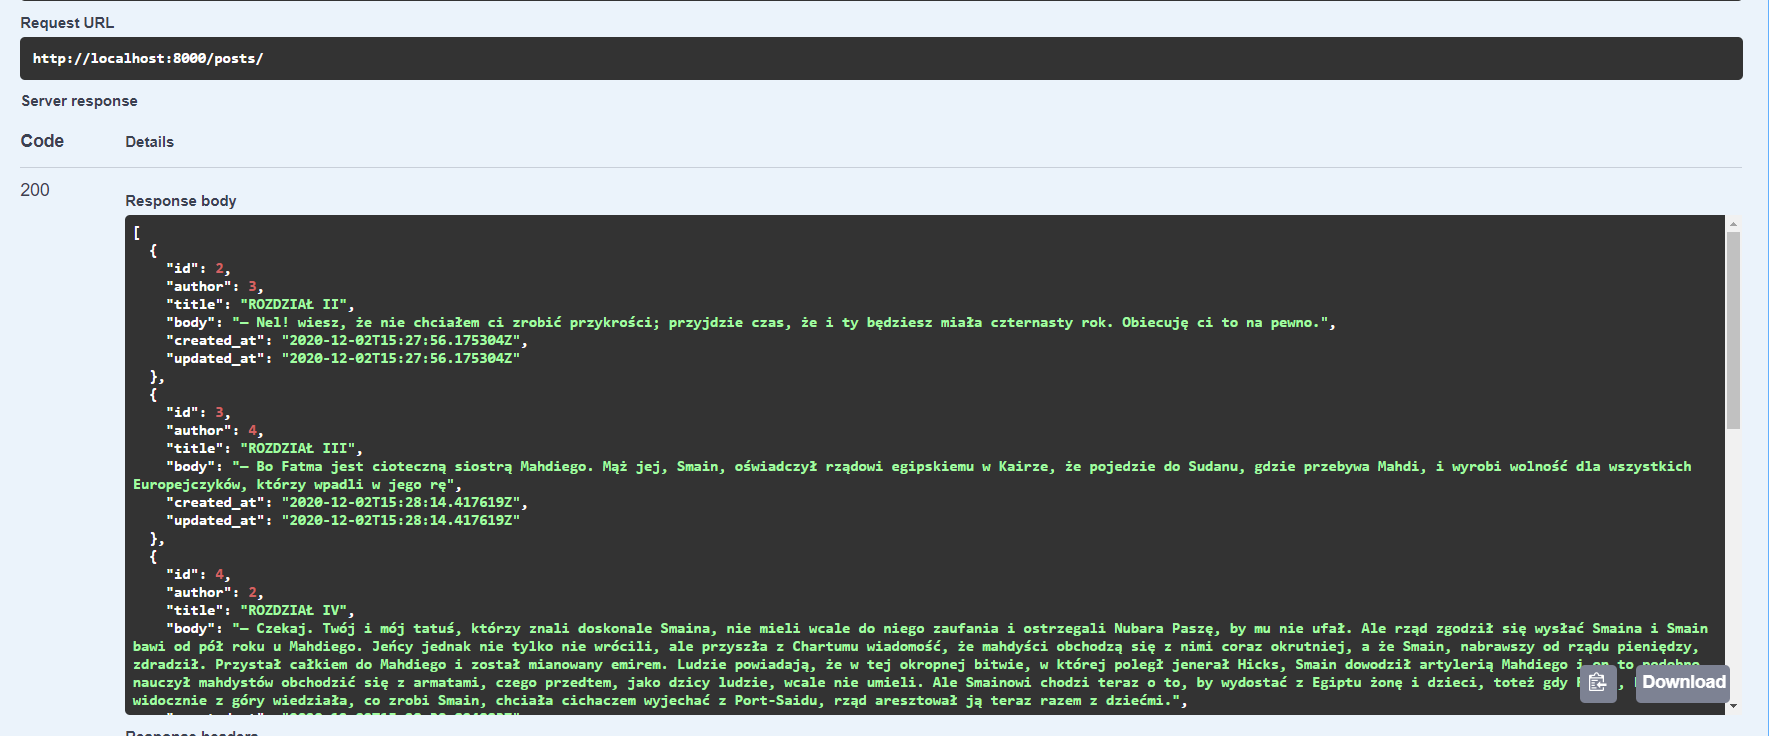 Request URL
http://localhost:8000/posts/
Server response
Code Details
200
Response body
[
{
"id": 2,
"author": 3,
"title": "ROZDZIAŁ II",
"body": "— Nel! wiesz, że nie chciałem ci zrobić przykrości; przyjdzie czas, że i ty będziesz miała czternasty rok. Obiecuję ci to na pewno.",
"created_at": "2020-12-02T15:27:56.175304Z",
"updated_at": "2020-12-02T15:27:56.175304Z"
},
{
"id": 3,
"author": 4,
"title": "ROZDZIAŁ III",
"body": "— Bo Fatma jest cioteczną siostrą Mahdiego. Mąż jej, Smain, oświadczył rządowi egipskiemu w Kairze, że pojedzie do Sudanu, gdzie przebywa Mahdi, i wyrobi wolność dla wszystkich
Europejczyków, którzy wpadli w jego rę",
"created_at": "2020-12-02T15:28:14.417619Z",
"updated_at": "2020-12-02T15:28:14.417619Z"
},
{
"id": 4,
"author": 2,
"title": "ROZDZIAŁ IV",
"body": "— Czekaj. Twój i mój tatuś, którzy znali doskonale Smaina, nie mieli wcale do niego zaufania i ostrzegali Nubara Paszę, by mu nie ufał. Ale rząd zgodził się wysłać Smaina i Smain
bawi od pół roku u Mahdiego. Jeńcy jednak nie tylko nie wrócili, ale przyszła z Chartumu wiadomość, że mahdyści obchodzą się z nimi coraz okrutniej, a że Smain, nabrawszy od rządu pieniędzy,
zdradził. Przystał całkiem do Mahdiego i został mianowany emirem. Ludzie powiadają, że w tej okropnej bitwie, w której poległ jenerał Hicks, Smain dowodził artylerią Mahdiego i on to podobno
nauczył mahdystów obchodzić się z armatami, czego przedtem, jako dzicy ludzie, wcale nie umieli. Ale Smainowi chodzi teraz o to, by wydostać z Egiptu żonę i dzieci, toteż gdy
widocznie z góry wiedziała, co zrobi Smain, chciała cichaczem wyjechać z Port-Saidu, rząd aresztował ją teraz razem z dziećmi.",
Download
Response headers